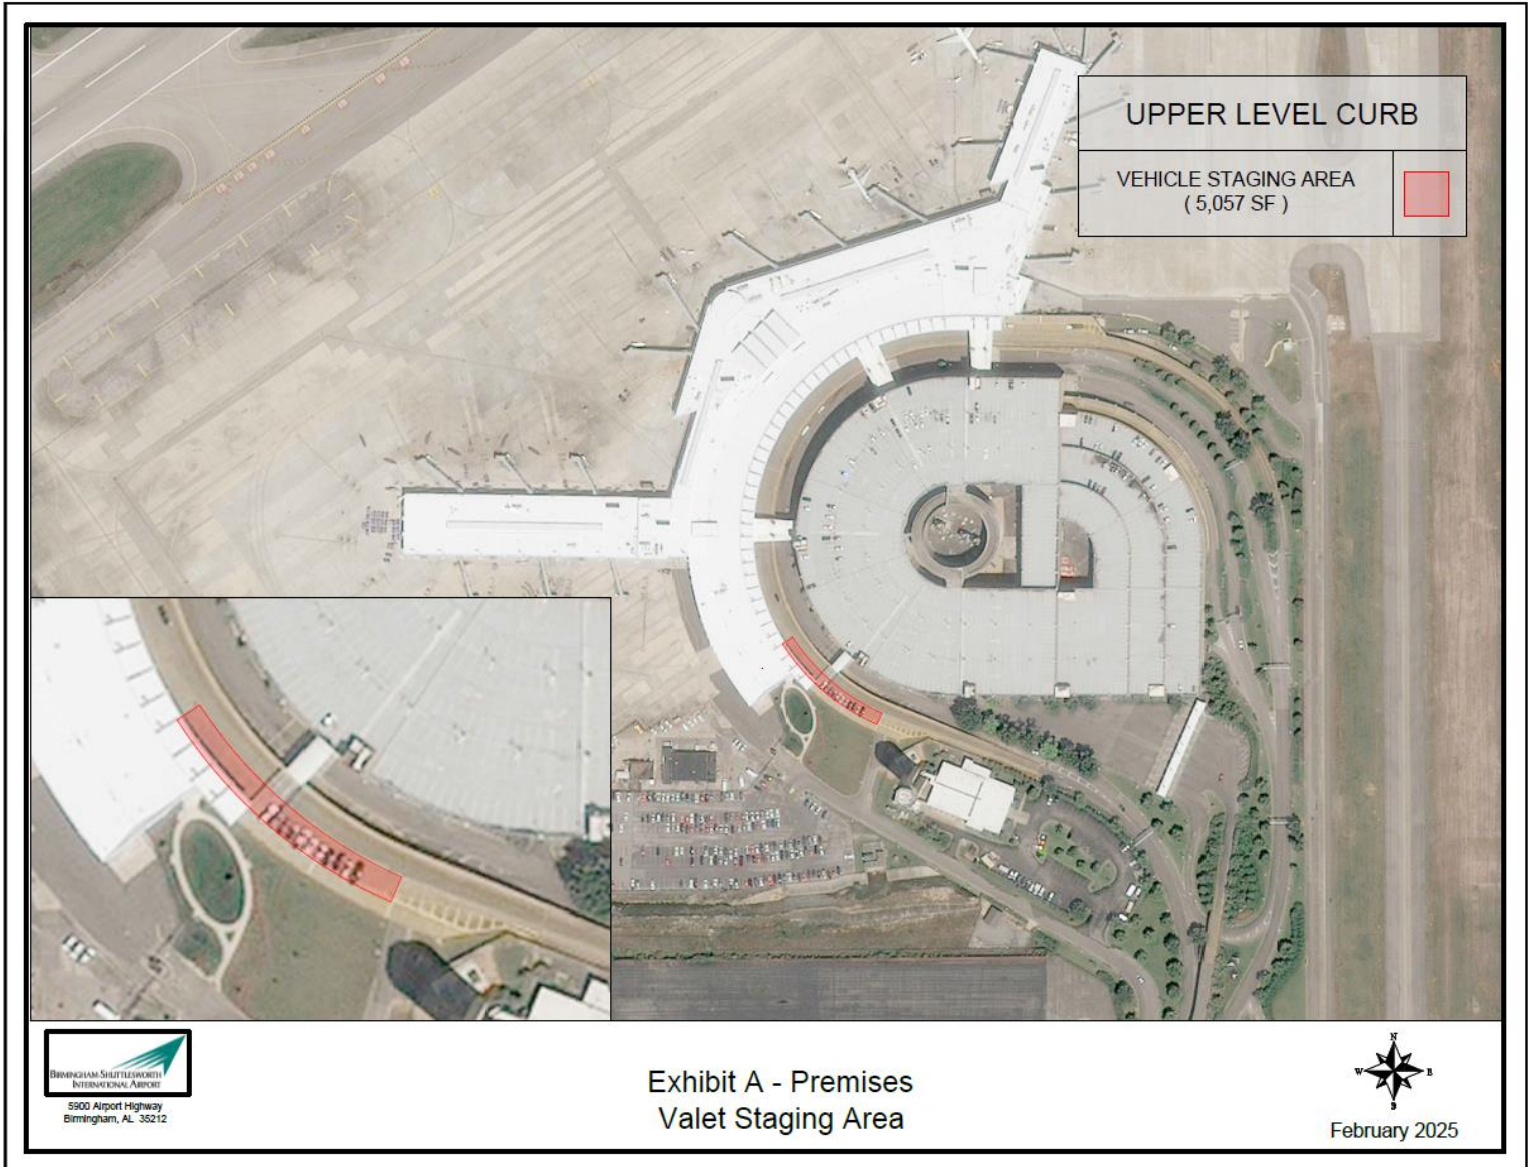 UPPER LEVEL CURB
VEHICLE STAGING AREA
( 5,057 SF )
BIRMINGHAM-SHUTTLESWORTH
INTERNATIONAL AIRPORT
5900 Airport Highway
Birmingham, AL 35212
Exhibit A - Premises
Valet Staging Area
N
W E
S
February 2025